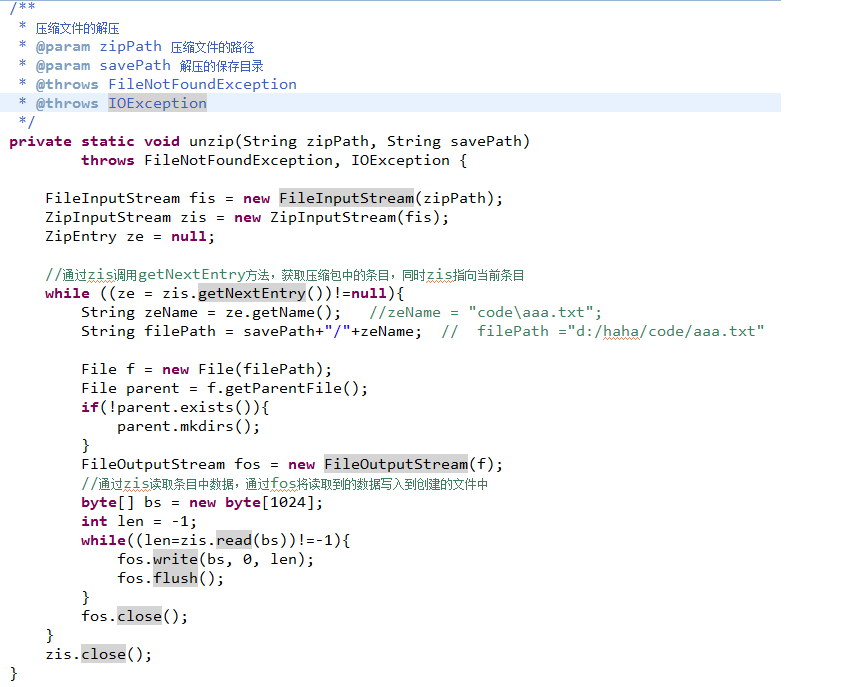 /**
 * 压缩文件的解压
 * @param zipPath 压缩文件的路径
 * @param savePath 解压的保存目录
 * @throws FileNotFoundException
 * @throws IOException
 */
private static void unzip(String zipPath, String savePath)
        throws FileNotFoundException, IOException {

    FileInputStream fis = new FileInputStream(zipPath);
    ZipInputStream zis = new ZipInputStream(fis);
    ZipEntry ze = null;

    //通过zis调用getNextEntry方法，获取压缩包中的条目，同时zis指向当前条目
    while ((ze = zis.getNextEntry())!=null){
        String zeName = ze.getName();   //zeName = "code\aaa.txt";
        String filePath = savePath+"/"+zeName;  //  filePath ="d:/haha/code/aaa.txt"

        File f = new File(filePath);
        File parent = f.getParentFile();
        if(!parent.exists()){
            parent.mkdirs();
        }
        FileOutputStream fos = new FileOutputStream(f);
        //通过zis读取条目中数据，通过fos将读取到的数据写入到创建的文件中
        byte[] bs = new byte[1024];
        int len = -1;
        while((len=zis.read(bs))!=-1){
            fos.write(bs, 0, len);
            fos.flush();
        }
        fos.close();
    }
    zis.close();
}